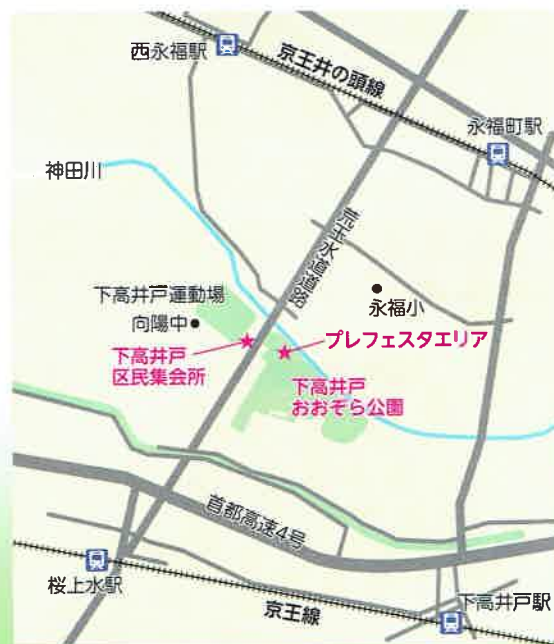 西永福駅
京王井の頭線
永福町駅
神田川
荒玉水道道路
下高井戸運動場
向陽中
永福小
プレフェスタエリア
下高井戸
区民集会所
下高井戸
おおぞら公園
首都高速4号
桜上水駅
京王線
下高井戸駅